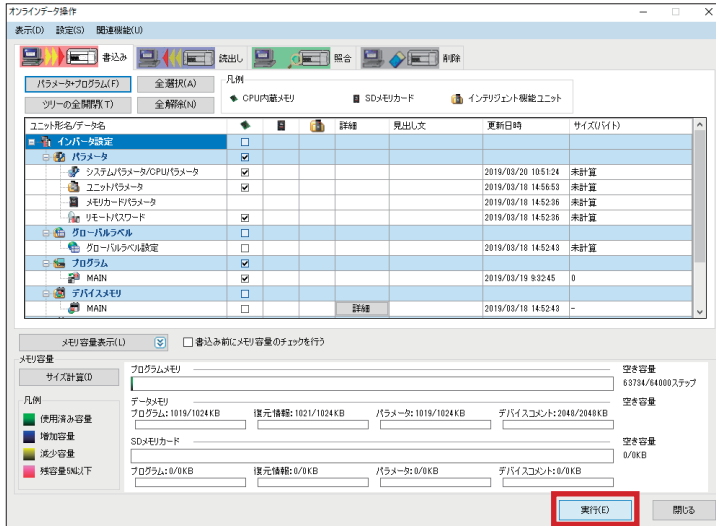 オンラインデータ操作
表示(D) 設定(S) 関連機能(U)
書込み 読出し 照合 削除
パラメータ+プログラム(F) 全選択(A) 凡例
ツリーの全開閉(T) 全解除(N) CPU内蔵メモリ SDメモリカード インテリジェント機能ユニット
ユニット形名/データ名 詳細 見出し文 更新日時 サイズ(バイト)
インバータ設定
パラメータ
システムパラメータ/CPUパラメータ 2019/03/20 10:51:24 未計算
ユニットパラメータ 2019/03/18 14:56:53 未計算
メモリカードパラメータ 2019/03/18 14:52:36 未計算
リモートパスワード 2019/03/18 14:52:36 未計算
グローバルラベル
グローバルラベル設定 2019/03/18 14:52:43 未計算
プログラム
MAIN 2019/03/19 9:32:45 0
デバイスメモリ
MAIN 詳細 2019/03/18 14:52:43 -
メモリ容量表示(L) 書込み前にメモリ容量のチェックを行う
メモリ容量
サイズ計算(I) プログラムメモリ 空き容量
63734/64000ステップ
凡例 データメモリ 空き容量
使用済み容量 プログラム:1019/1024KB 復元情報:1021/1024KB パラメータ:1019/1024KB デバイスコメント:2048/2048KB
増加容量 SDメモリカード 空き容量
減少容量 0/0KB
残容量5%以下 プログラム:0/0KB 復元情報:0/0KB パラメータ:0/0KB デバイスコメント:0/0KB
実行(E) 閉じる